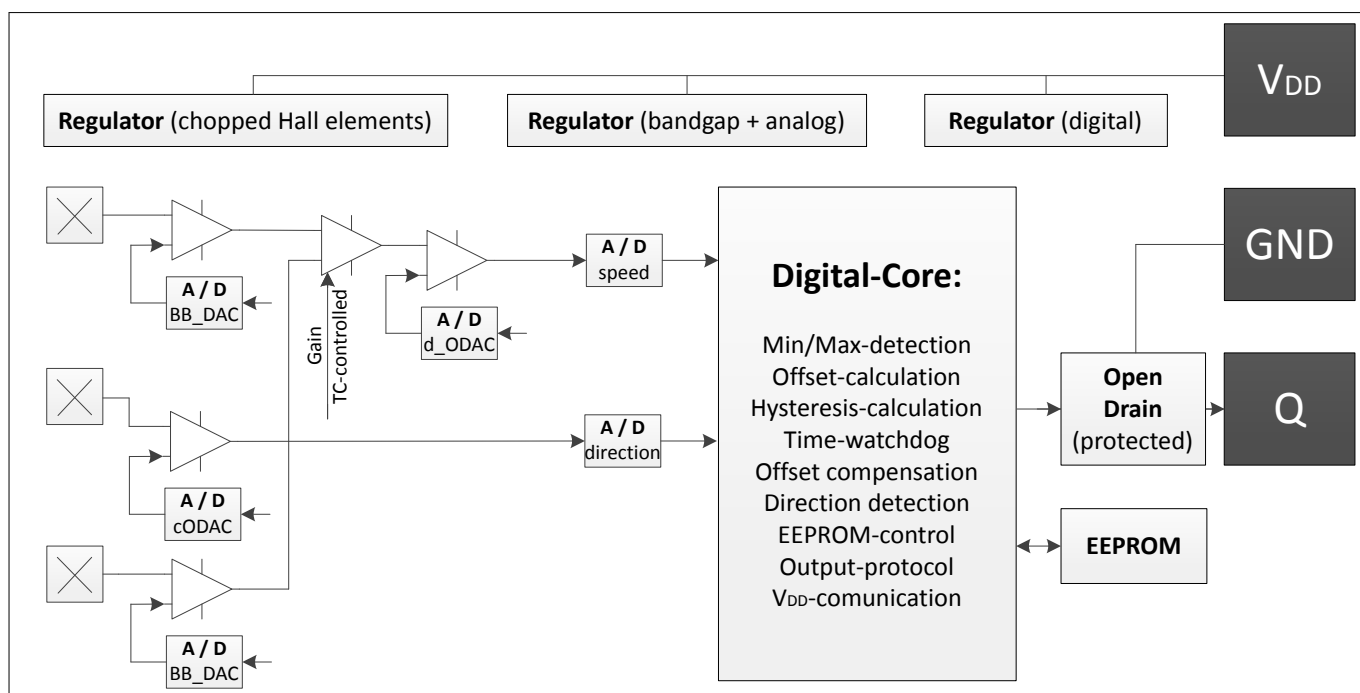 VDD
Regulator (chopped Hall elements)
Regulator (bandgap + analog)
Regulator (digital)
GND
A / D
BB_DAC
Gain
TC-controlled
A / D
d_ODAC
A / D
speed
A / D
cODAC
A / D
direction
A / D
BB_DAC
Digital-Core:
Min/Max-detection
Offset-calculation
Hysteresis-calculation
Time-watchdog
Offset compensation
Direction detection
EEPROM-control
Output-protocol
VDD-comunication
Open
Drain
(protected)
Q
EEPROM